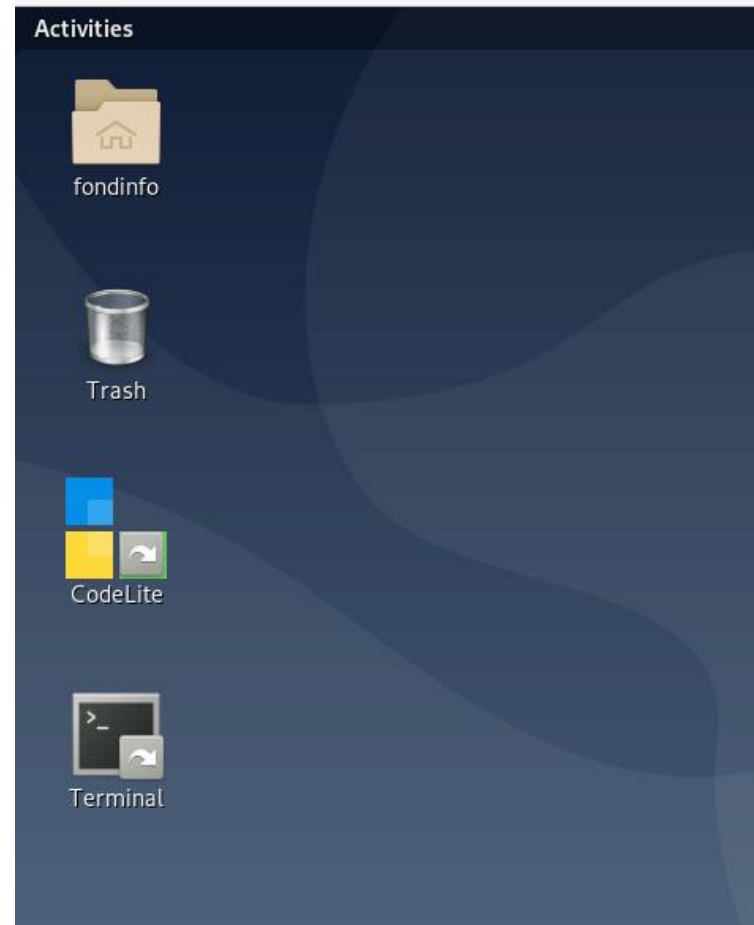 Activities
fondinfo
Trash
CodeLite
>_
Terminal